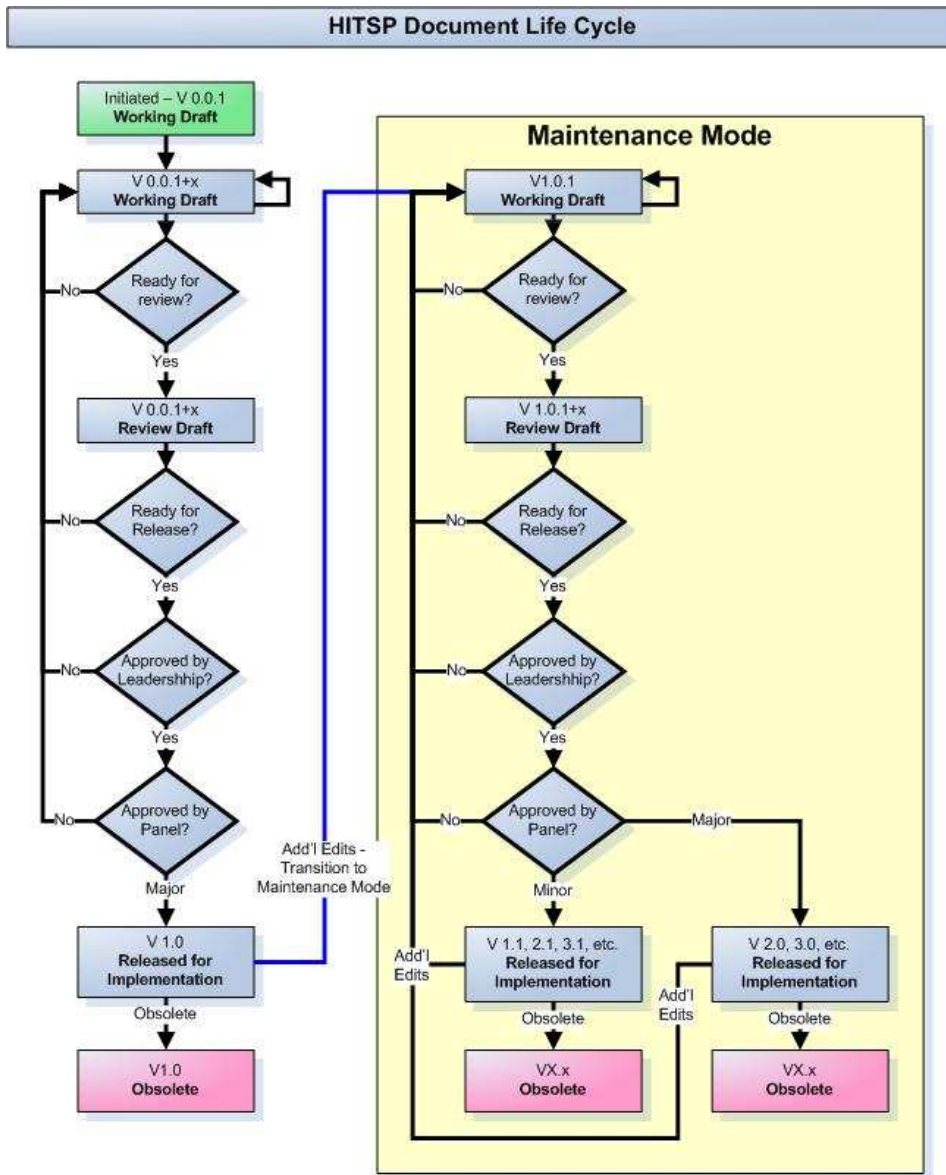 HITSP Document Life Cycle
Initiated – V 0.0.1
Working Draft
V 0.0.1+x
Working Draft
Ready for
review?
No
Yes
V 0.0.1+x
Review Draft
Ready for
Release?
No
Yes
Approved by
Leadershhip?
No
Yes
Approved by
Panel?
No
Major
V 1.0
Released for
Implementation
Obsolete
V1.0
Obsolete
Add'l Edits -
Transition to
Maintenance Mode
Maintenance Mode
V1.0.1
Working Draft
Ready for
review?
No
Yes
V 1.0.1+x
Review Draft
Ready for
Release?
No
Yes
Approved by
Leadershhip?
No
Yes
Approved by
Panel?
No
Major
Minor
V 1.1, 2.1, 3.1, etc.
Released for
Implementation
Add'l
Edits
Obsolete
VX.x
Obsolete
V 2.0, 3.0, etc.
Released for
Implementation
Add'l
Edits
Obsolete
VX.x
Obsolete